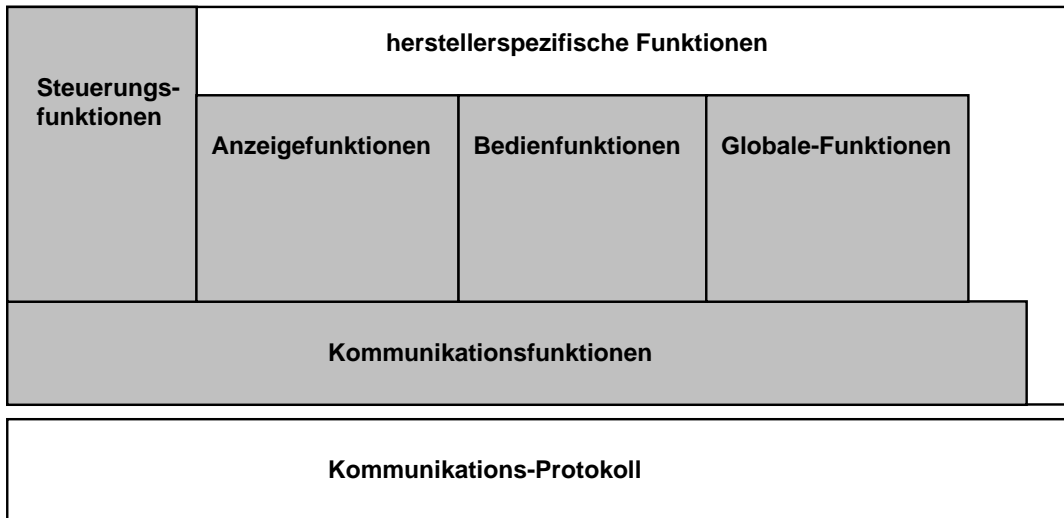 herstellerspezifische Funktionen
Steuerungs-
funktionen
Anzeigefunktionen
Bedienfunktionen
Globale-Funktionen
Kommunikationsfunktionen
Kommunikations-Protokoll